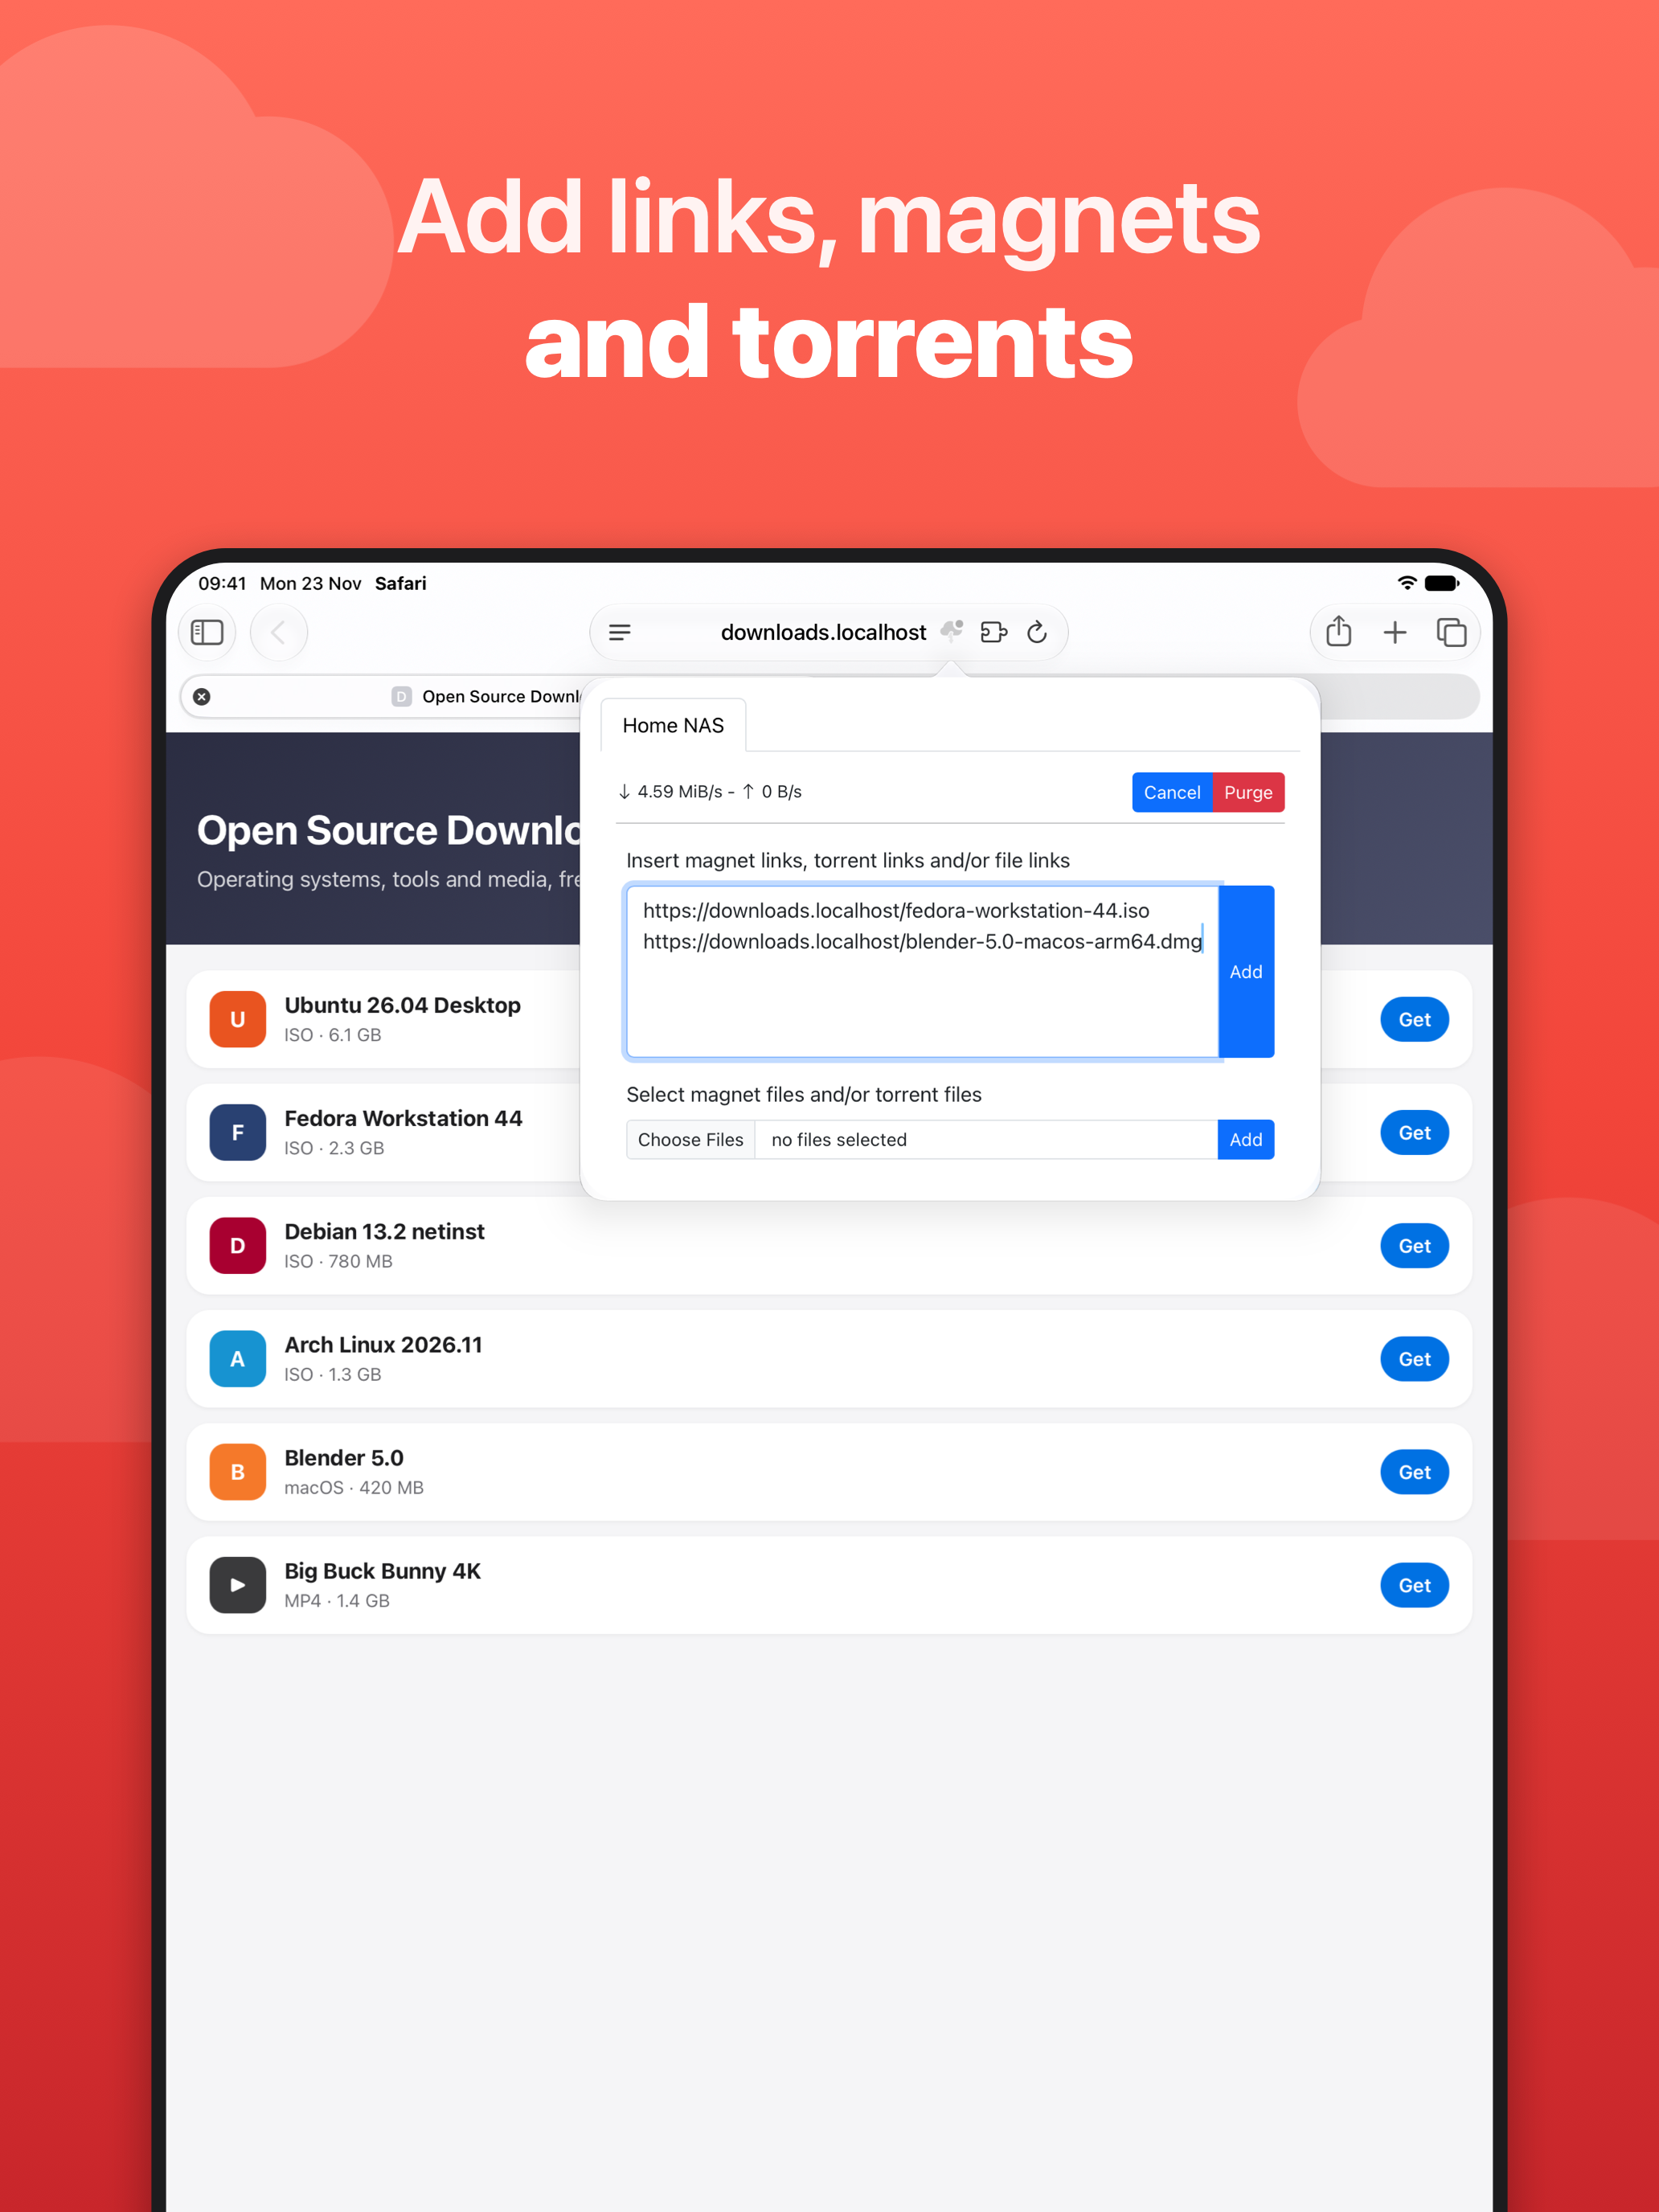 Add links, magnets
and torrents
09:41 Mon 23 Nov Safari
downloads.localhost
D Open Source Downl
Home NAS
↓ 4.59 MiB/s - ↑ 0 B/s
Cancel Purge
Insert magnet links, torrent links and/or file links
https://downloads.localhost/fedora-workstation-44.iso
https://downloads.localhost/blender-5.0-macos-arm64.dmg
Add
Select magnet files and/or torrent files
Choose Files no files selected Add
Open Source Downlo
Operating systems, tools and media, fre
U Ubuntu 26.04 Desktop
ISO · 6.1 GB
Get
F Fedora Workstation 44
ISO · 2.3 GB
Get
D Debian 13.2 netinst
ISO · 780 MB
Get
A Arch Linux 2026.11
ISO · 1.3 GB
Get
B Blender 5.0
macOS · 420 MB
Get
Big Buck Bunny 4K
MP4 · 1.4 GB
Get